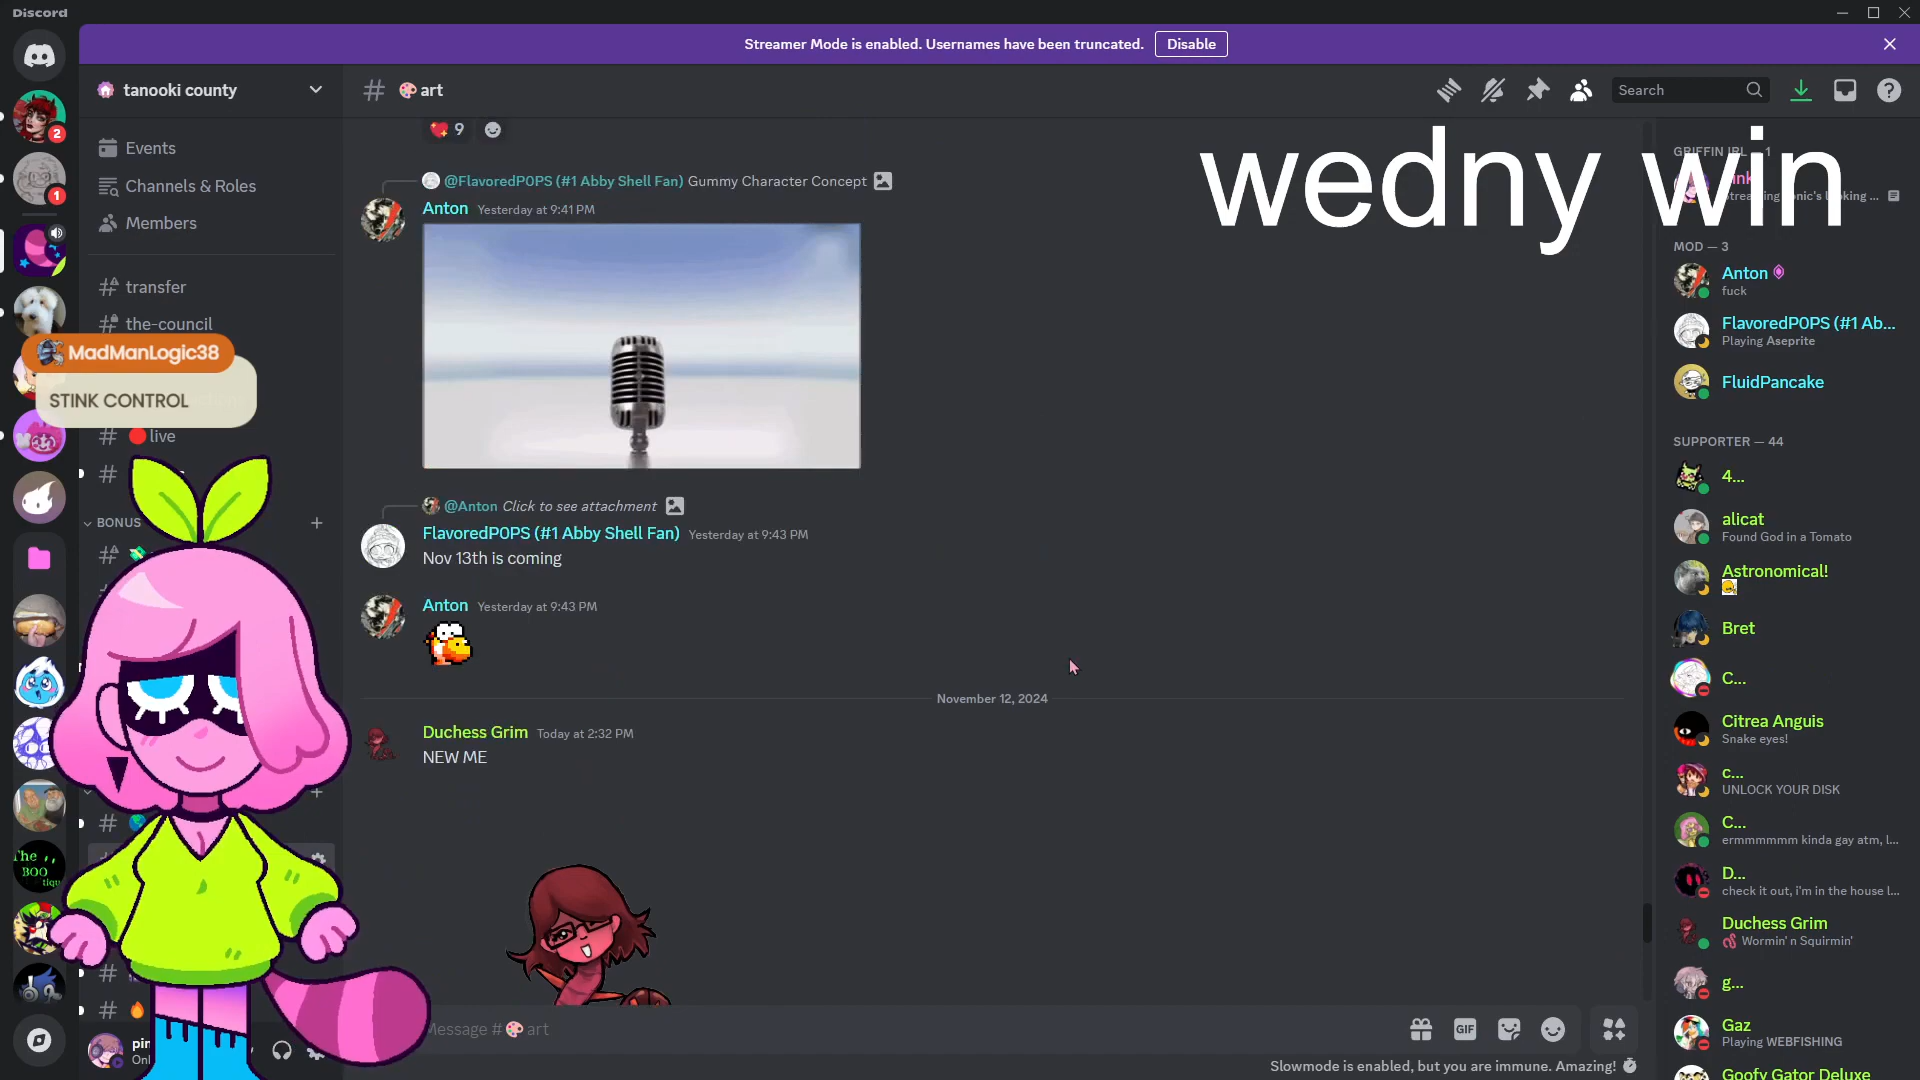 Discord
Streamer Mode is enabled. Usernames have been truncated. Disable
tanooki county
art
Search
wedny win
Events
Channels & Roles
Members
transfer
the-council
MadManLogic38
STINK CONTROL
live
BONUS
2
1
The
BOO
tiqu
9
@FlavoredPOPS (#1 Abby Shell Fan) Gummy Character Concept
Anton Yesterday at 9:41 PM
@Anton Click to see attachment
FlavoredPOPS (#1 Abby Shell Fan) Yesterday at 9:43 PM
Nov 13th is coming
Anton Yesterday at 9:43 PM
November 12, 2024
Duchess Grim Today at 2:32 PM
NEW ME
Message # art
GIF
Slowmode is enabled, but you are immune. Amazing!
MOD — 3
Anton
fuck
FlavoredPOPS (#1 Ab...
Playing Aseprite
FluidPancake
SUPPORTER — 44
4...
alicat
Found God in a Tomato
Astronomical!
Bret
C...
Citrea Anguis
Snake eyes!
c...
UNLOCK YOUR DISK
C...
ermmmmm kinda gay atm, l...
D...
check it out, i'm in the house l...
Duchess Grim
Wormin' n Squirmin'
g...
Gaz
Playing WEBFISHING
Goofy Gator Deluxe